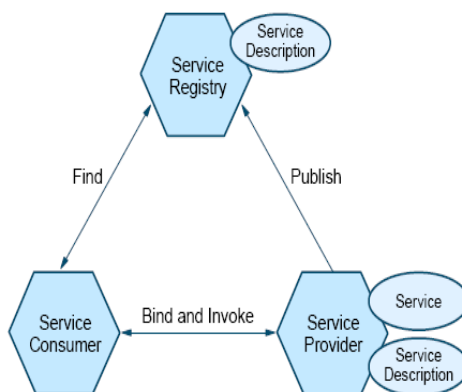 Service
Description
Service
Registry
Find
Publish
Service
Consumer
Bind and Invoke
Service
Provider
Service
Service
Description